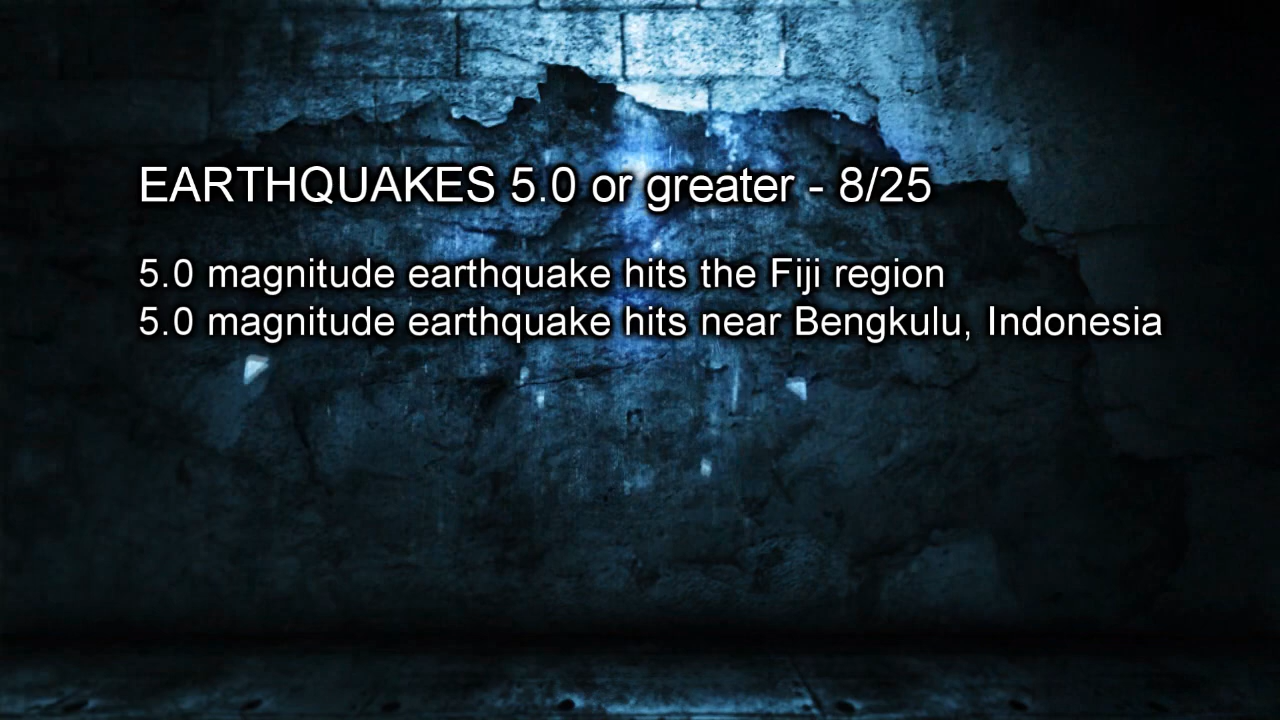 EARTHQUAKES 5.0 or greater - 8/25
5.0 magnitude earthquake hits the Fiji region
5.0 magnitude earthquake hits near Bengkulu, Indonesia